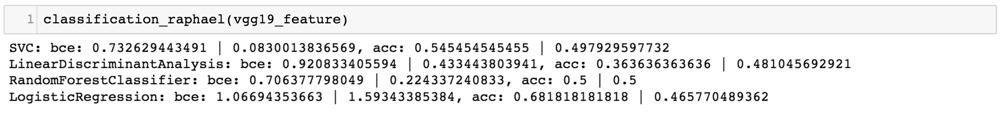 1 classification_raphael(vgg19_feature)
SVC: bce: 0.732629443491 | 0.0830013836569, acc: 0.545454545455 | 0.497929597732
LinearDiscriminantAnalysis: bce: 0.920833405594 | 0.433443803941, acc: 0.363636363636 | 0.481045692921
RandomForestClassifier: bce: 0.706377798049 | 0.224337240833, acc: 0.5 | 0.5
LogisticRegression: bce: 1.06694353663 | 1.59343385384, acc: 0.681818181818 | 0.465770489362